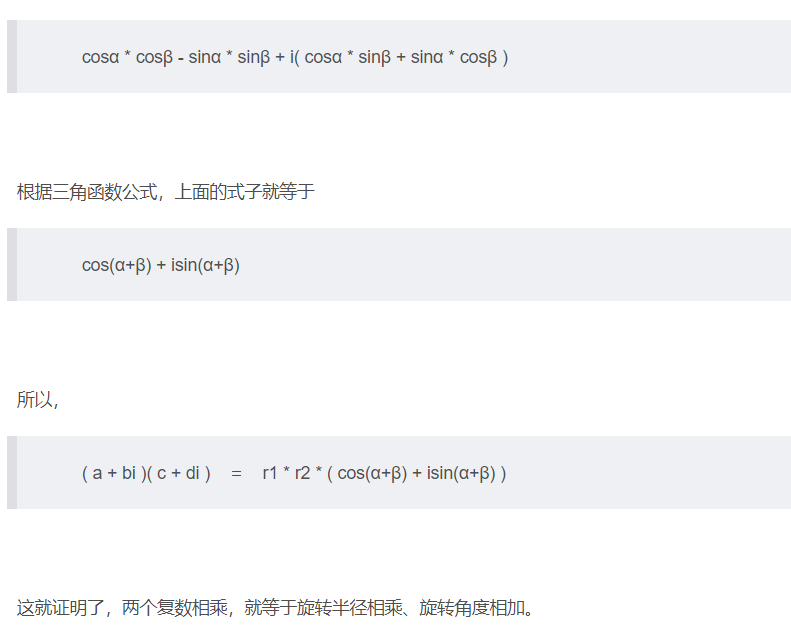 cosα * cosβ - sinα * sinβ + i( cosα * sinβ + sinα * cosβ )
根据三角函数公式，上面的式子就等于
cos(α+β) + isin(α+β)
所以，
( a + bi )( c + di ) = r1 * r2 * ( cos(α+β) + isin(α+β) )
这就证明了，两个复数相乘，就等于旋转半径相乘、旋转角度相加。